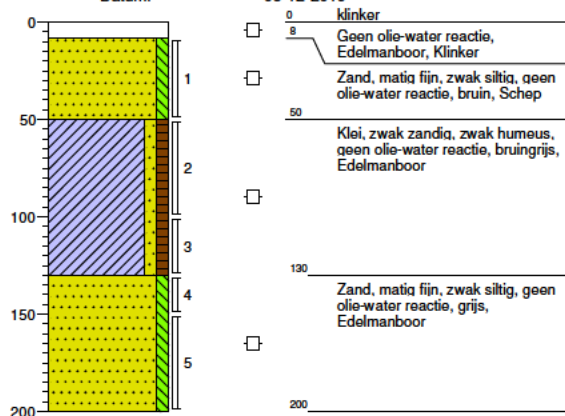 0
50
100
150
200
1
2
3
4
5
0 klinker
8 Geen olie-water reactie,
Edelmanboor, Klinker
Zand, matig fijn, zwak siltig, geen
olie-water reactie, bruin, Schep
50
Klei, zwak zandig, zwak humeus,
geen olie-water reactie, bruingrijs,
Edelmanboor
130
Zand, matig fijn, zwak siltig, geen
olie-water reactie, grijs,
Edelmanboor
200